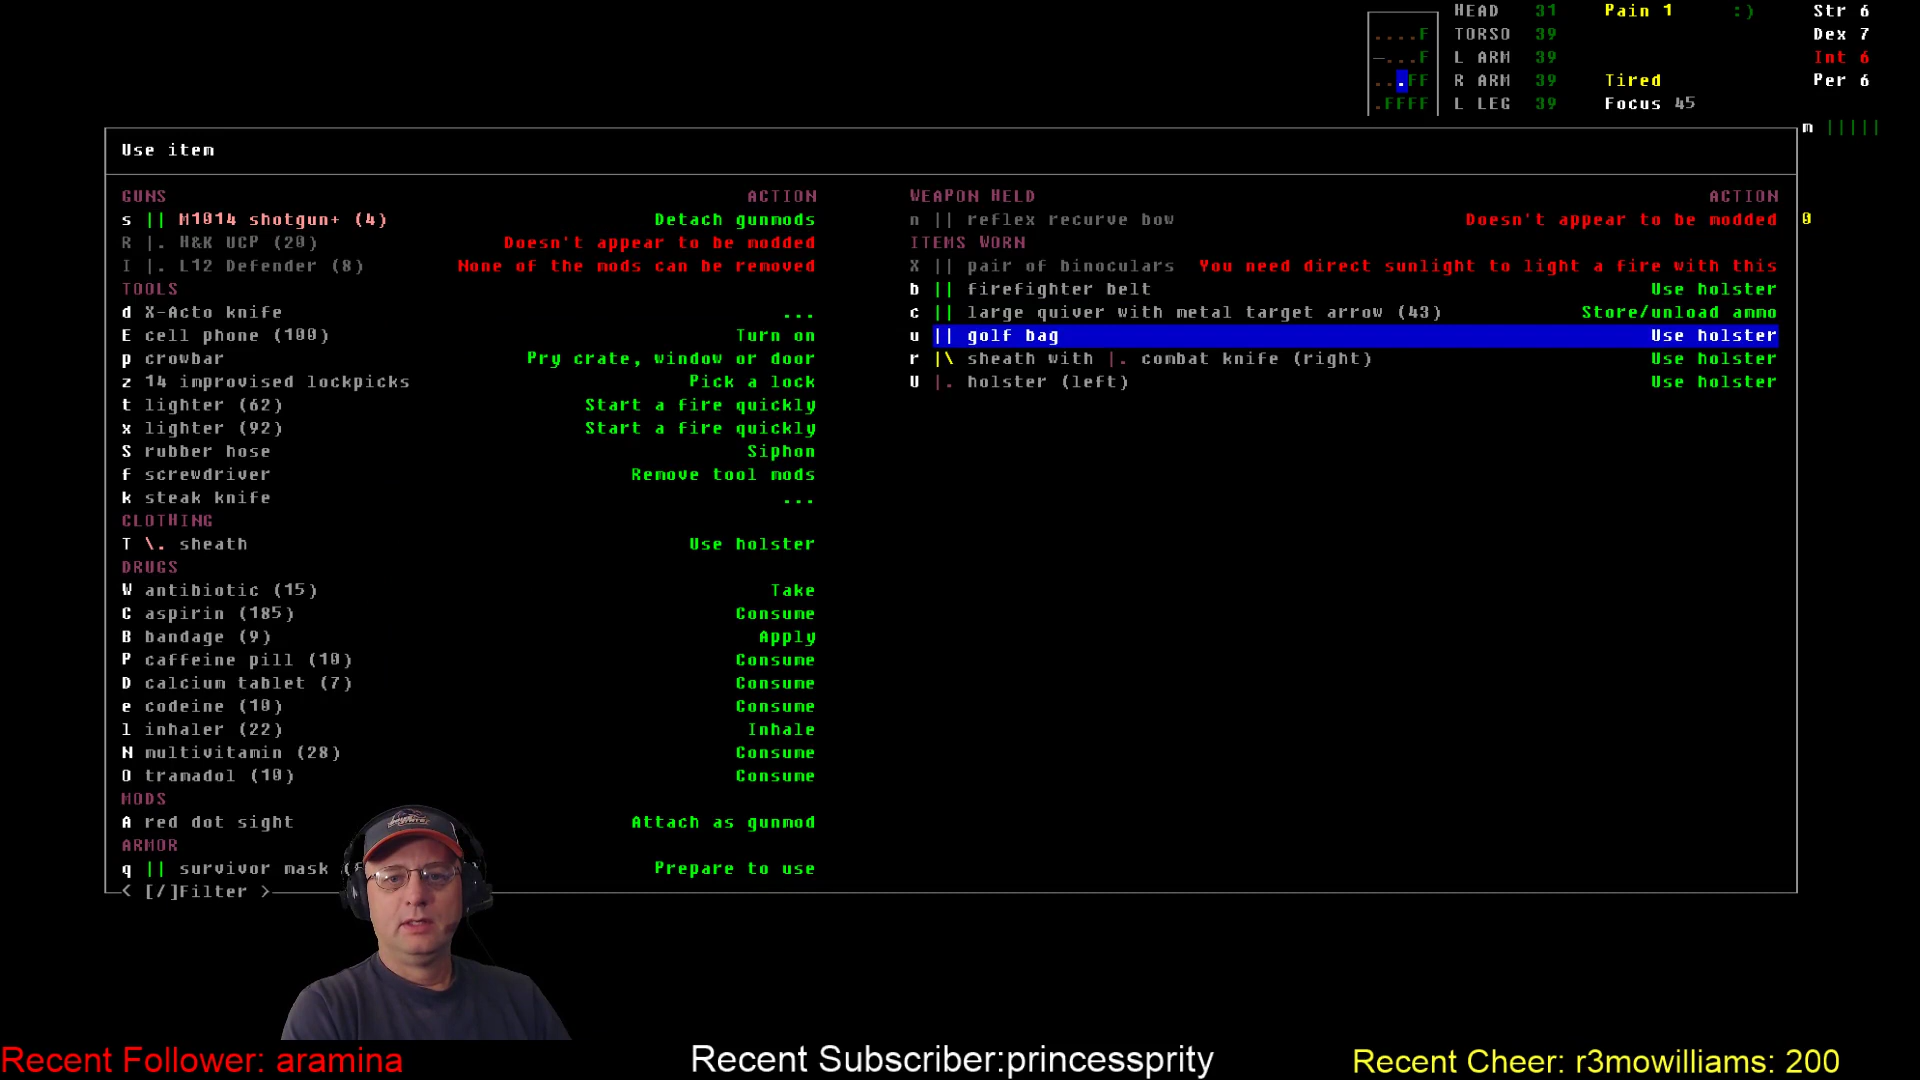 HEAD 31 Pain 1 :) Str 6
....F TORSO 39 Dex 7
—...F L ARM 39 Int 6
...FF R ARM 39 Tired Per 6
.FFFF L LEG 39 Focus 45
m |||||
Use item
GUNS ACTION
s || M1014 shotgun+ (4) Detach gunmods
R |. H&K UCP (20) Doesn't appear to be modded
I |. L12 Defender (8) None of the mods can be removed
TOOLS
d X-Acto knife ...
E cell phone (100) Turn on
p crowbar Pry crate, window or door
z 14 improvised lockpicks Pick a lock
t lighter (62) Start a fire quickly
x lighter (92) Start a fire quickly
S rubber hose Siphon
f screwdriver Remove tool mods
k steak knife ...
CLOTHING
T \. sheath Use holster
DRUGS
W antibiotic (15) Take
C aspirin (185) Consume
B bandage (9) Apply
P caffeine pill (10) Consume
D calcium tablet (7) Consume
e codeine (10) Consume
l inhaler (22) Inhale
N multivitamin (28) Consume
O tramadol (10) Consume
MODS
A red dot sight Attach as gunmod
ARMOR
q || survivor mask Prepare to use
< [/]Filter >
WEAPON HELD ACTION
n || reflex recurve bow Doesn't appear to be modded
0
ITEMS WORN
X || pair of binoculars You need direct sunlight to light a fire with this
b || firefighter belt Use holster
c || large quiver with metal target arrow (43) Store/unload ammo
u || golf bag Use holster
r |\ sheath with |. combat knife (right) Use holster
U |. holster (left) Use holster
Recent Follower: aramina
Recent Subscriber:princessprity
Recent Cheer: r3mowilliams: 200